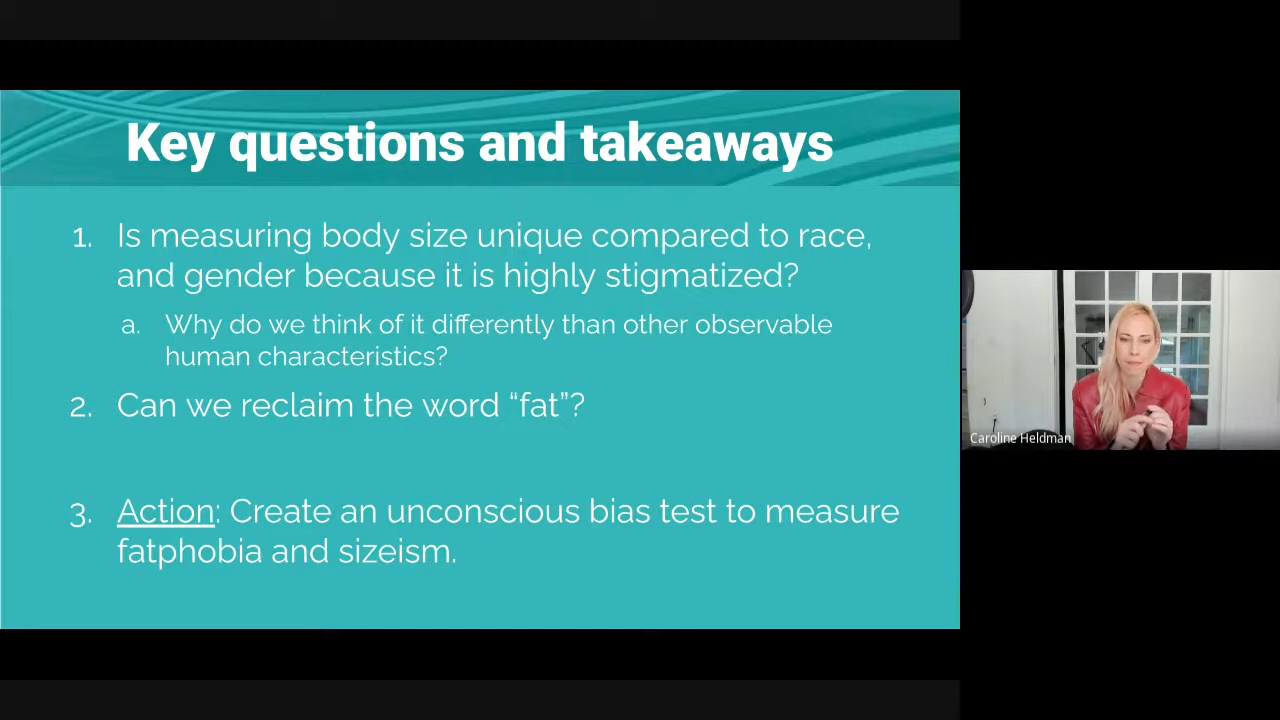 Key questions and takeaways
1. Is measuring body size unique compared to race,
and gender because it is highly stigmatized?
a. Why do we think of it differently than other observable
human characteristics?
2. Can we reclaim the word “fat”?
3. Action: Create an unconscious bias test to measure
fatphobia and sizeism.
Caroline Heldman